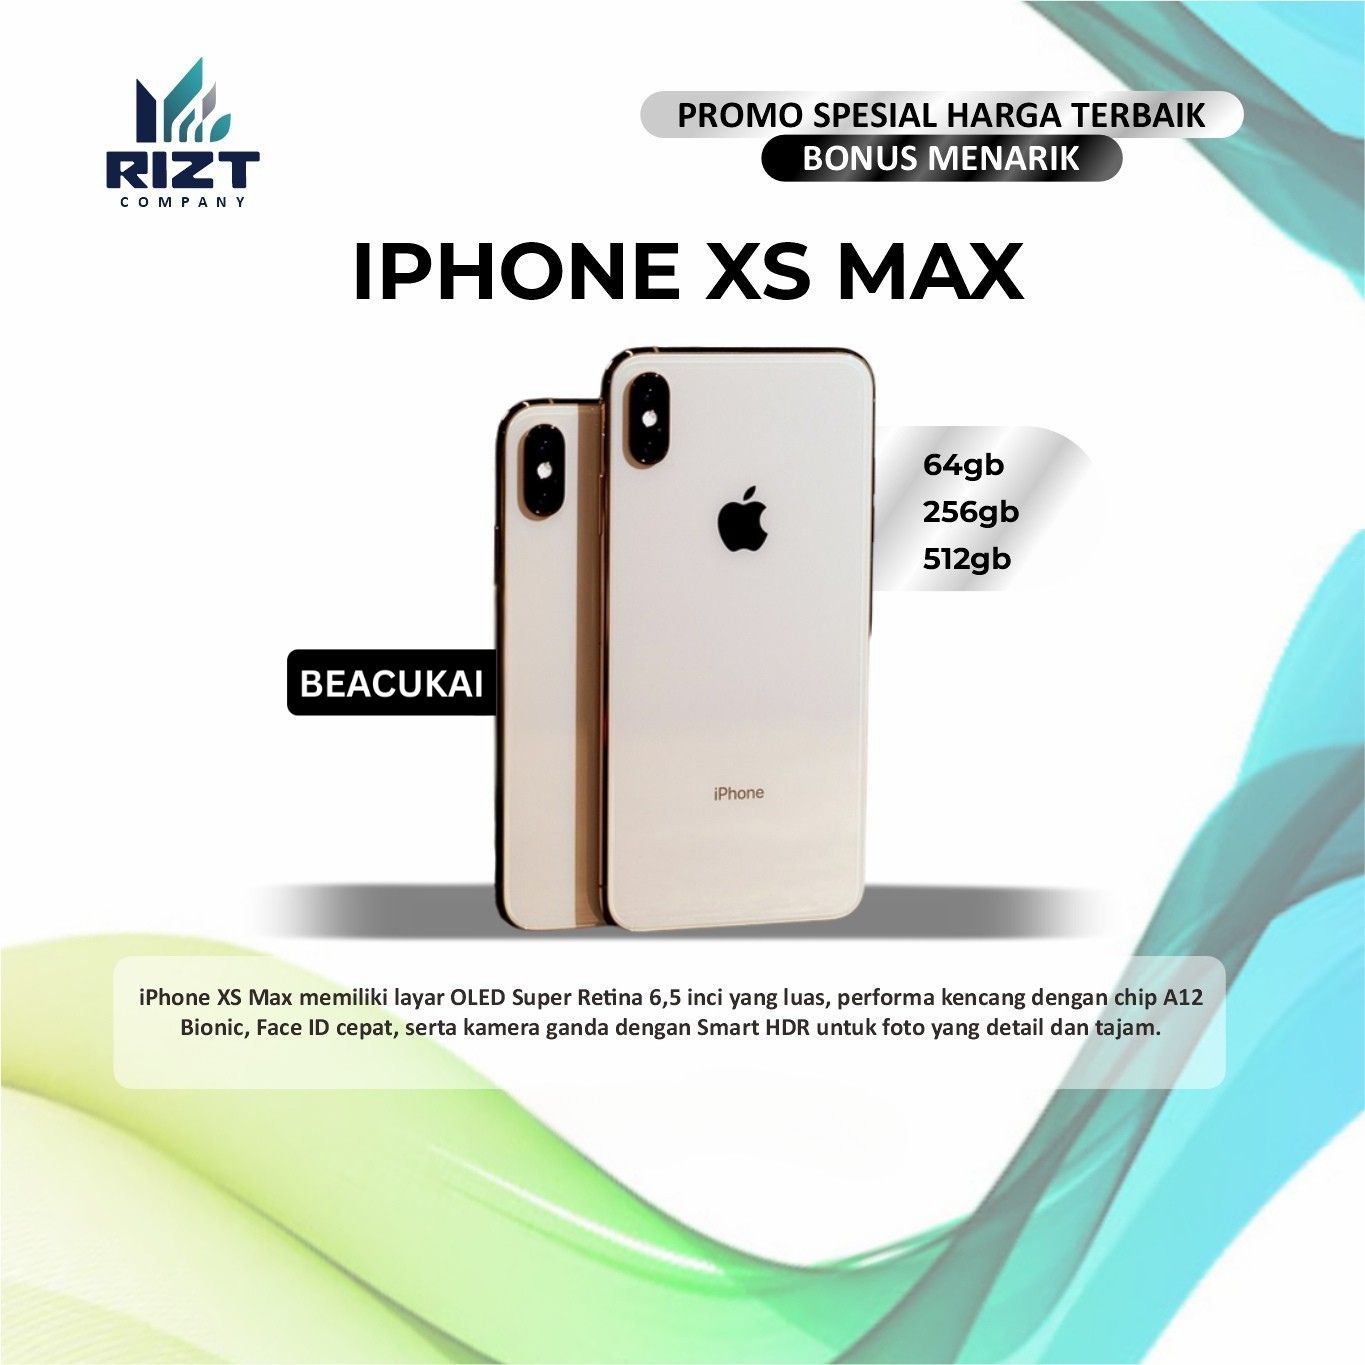 RIZT
COMPANY
PROMO SPESIAL HARGA TERBAIK
BONUS MENARIK
IPHONE XS MAX
64gb
256gb
512gb
BEACUKAI
iPhone
iPhone XS Max memiliki layar OLED Super Retina 6,5 inci yang luas, performa kencang dengan chip A12
Bionic, Face ID cepat, serta kamera ganda dengan Smart HDR untuk foto yang detail dan tajam.